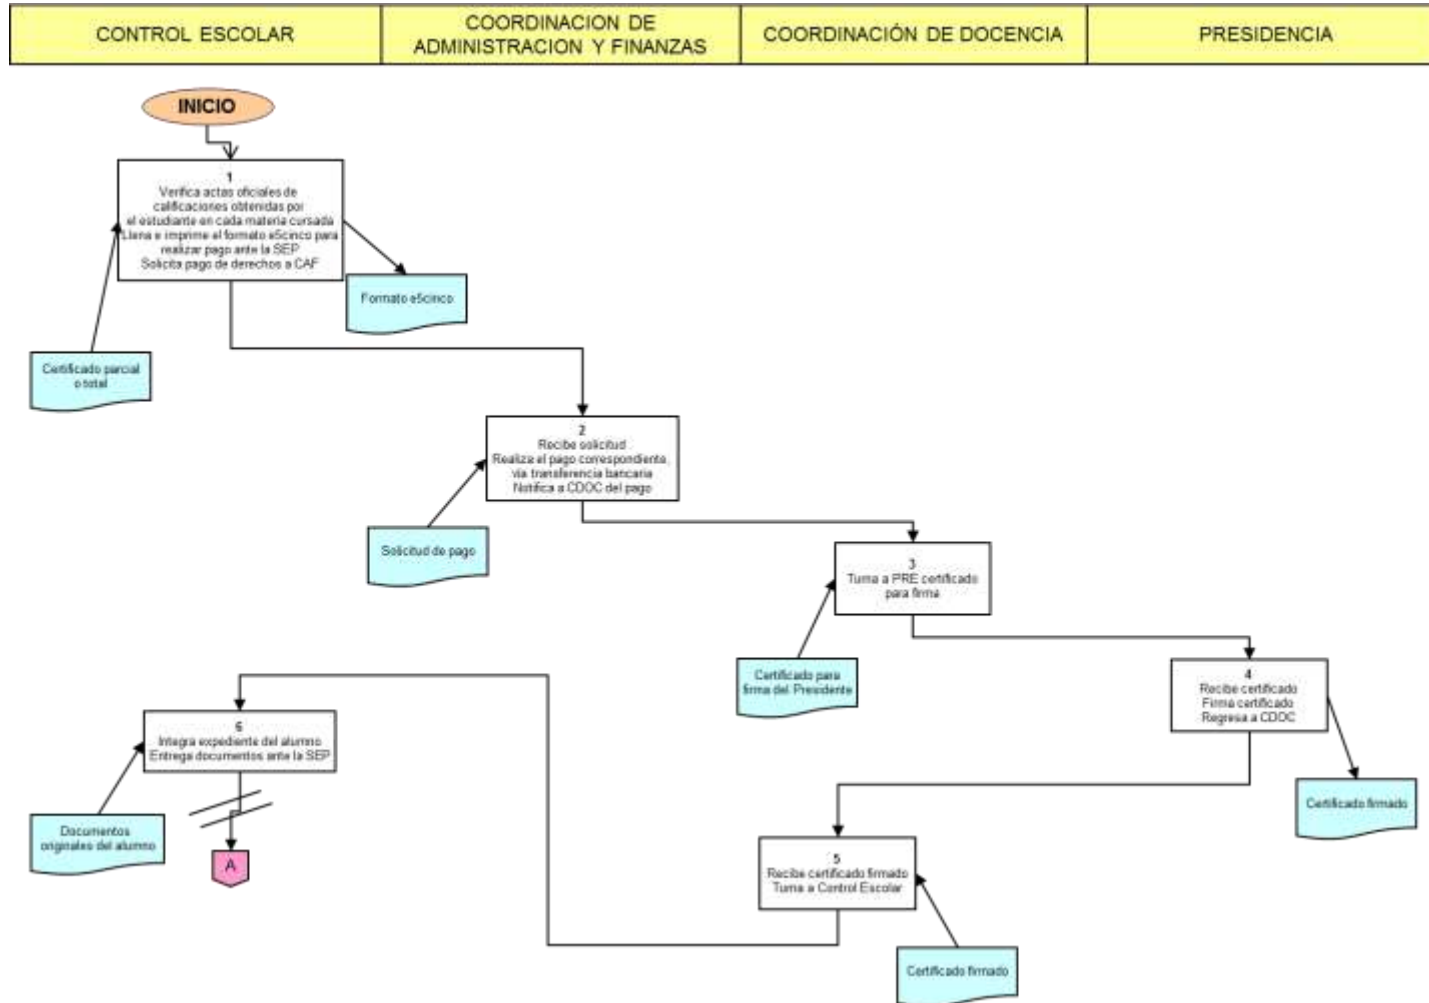 CONTROL ESCOLAR
COORDINACION DE
ADMINISTRACION Y FINANZAS
COORDINACIÓN DE DOCENCIA
PRESIDENCIA
INICIO
1
Verifica actas oficiales de
calificaciones obtenidas por
el estudiante en cada materia cursada
Llena e imprime el formato e5cinco para
realizar pago ante la SEP
Solicita pago de derechos a CAF
Formato e5cinco
Certificado parcial
o total
2
Recibe solicitud
Realiza el pago correspondiente,
vía transferencia bancaria
Notifica a CDOC del pago
Solicitud de pago
3
Turna a PRE certificado
para firma
Certificado para
firma del Presidente
4
Recibe certificado
Firma certificado
Regresa a CDOC
Certificado firmado
5
Recibe certificado firmado
Turna a Control Escolar
Certificado firmado
6
Integra expediente del alumno
Entrega documentos ante la SEP
Documentos
originales del alumno
A